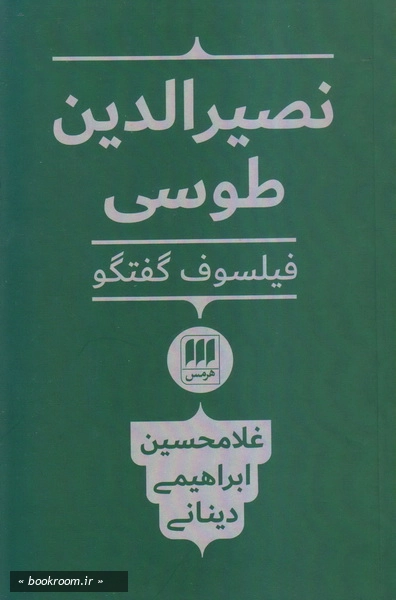 نصیرالدین
طوسی
فیلسوف گفتگو
هرمس
غلامحسین
ابراهیمی
دینانی
« bookroom.ir »